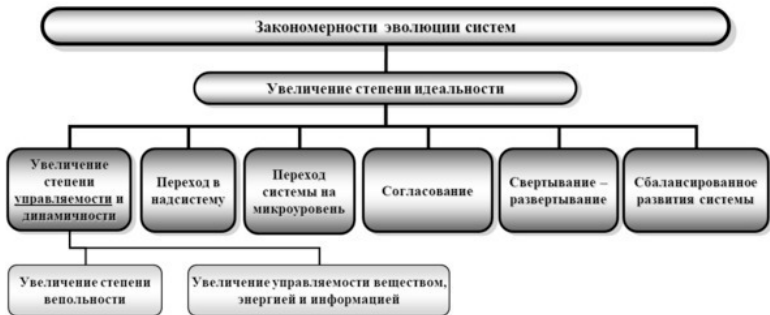 Закономерности эволюции систем
Увеличение степени идеальности
Увеличение
степени
управляемости и
динамичности
Переход в
надсистему
Переход
системы на
микроуровень
Согласование
Свертывание –
развертывание
Сбалансированное
развития системы
Увеличение степени
вепольности
Увеличение управляемости веществом,
энергией и информацией